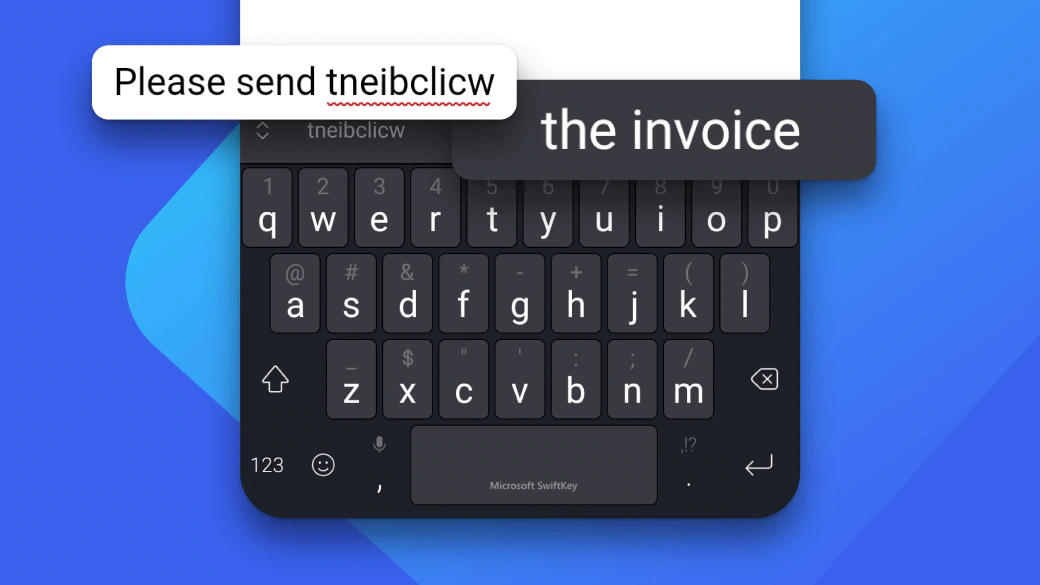 Please send tneibclicw
the invoice
tneibclicw
1 2 3 4 5 6 7 8 9 0
q w e r t y u i o p
@ # & * - + = ( )
a s d f g h j k l
_ $ " ' : ; /
z x c v b n m
,!?
123 , .
Microsoft SwiftKey